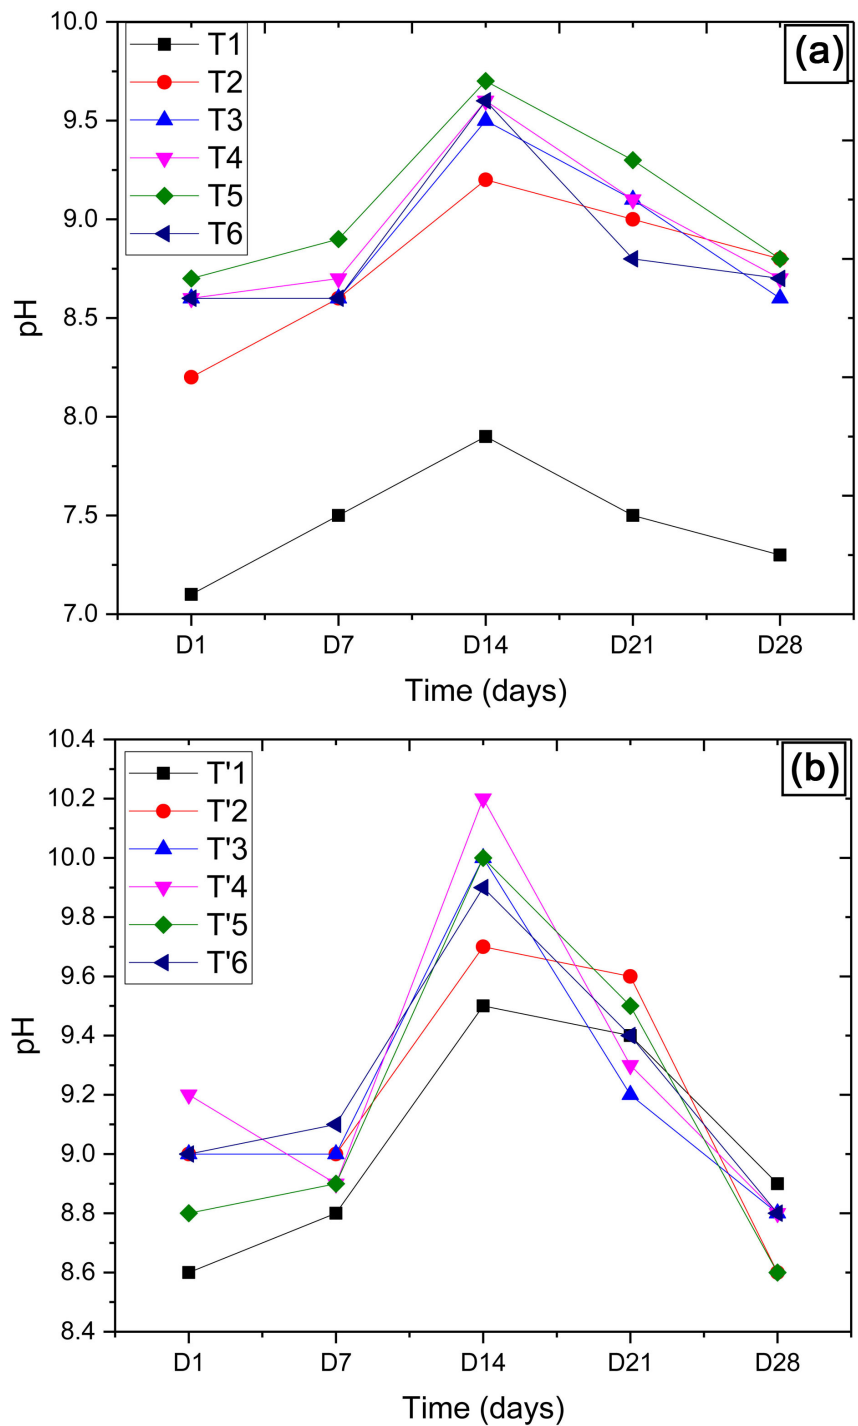 (a)
T1
T2
T3
T4
T5
T6
10.0
9.5
9.0
8.5
8.0
7.5
7.0
pH
D1 D7 D14 D21 D28
Time (days)
(b)
T'1
T'2
T'3
T'4
T'5
T'6
10.4
10.2
10.0
9.8
9.6
9.4
9.2
9.0
8.8
8.6
8.4
pH
D1 D7 D14 D21 D28
Time (days)